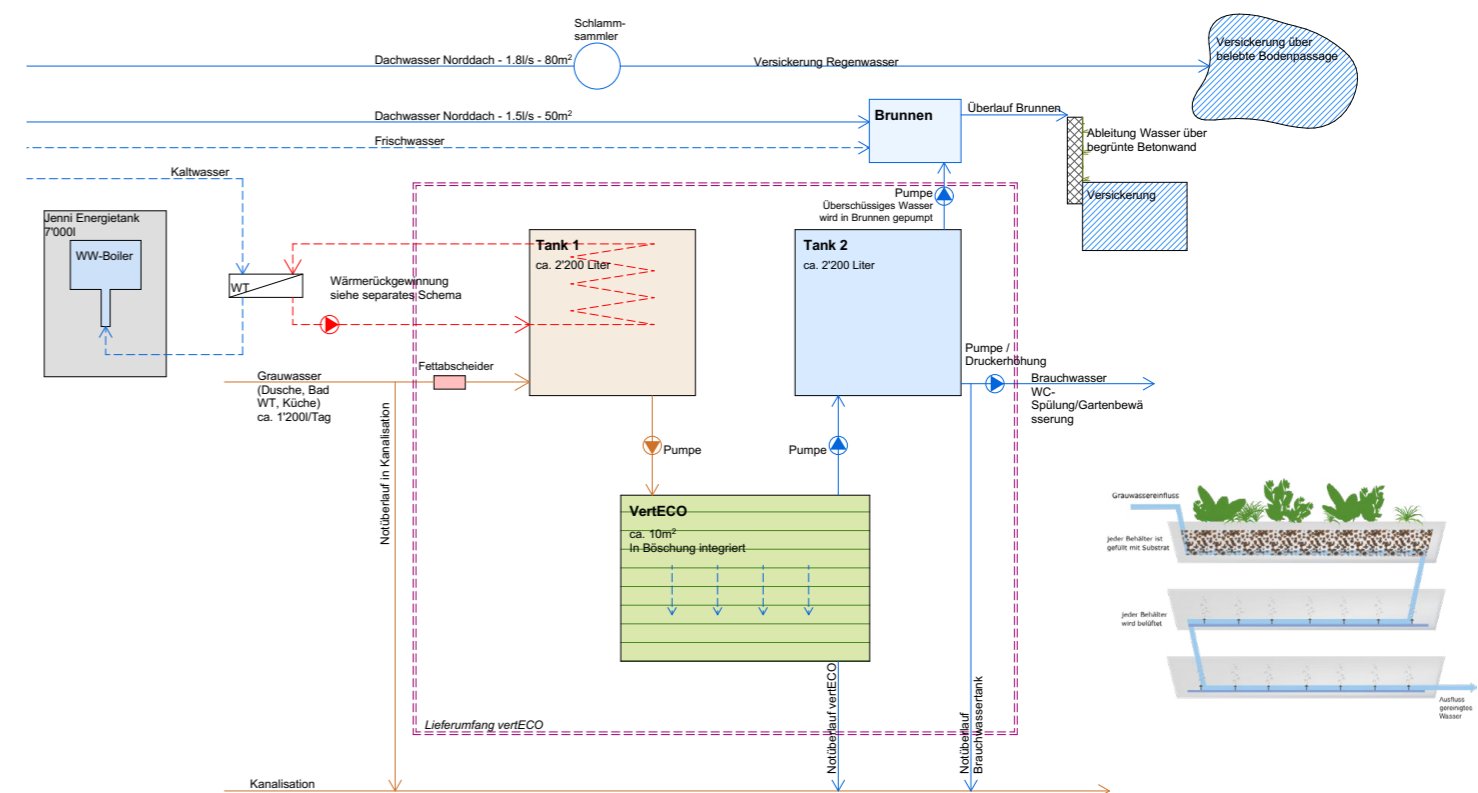 Schlamm-
sammler
Dachwasser Norddach - 1.8l/s - 80m²
Versickerung Regenwasser
Versickerung über
belebte Bodenpassage
Dachwasser Norddach - 1.5l/s - 50m²
Brunnen
Überlauf Brunnen
Frischwasser
Ableitung Wasser über
begrünte Betonwand
Kaltwasser
Pumpe
Überschüssiges Wasser
wird in Brunnen gepumpt
Versickerung
Jenni Energietank
7'000l
WW-Boiler
WT
Wärmerückgewinnung
siehe separates Schema
Tank 1
ca. 2'200 Liter
Tank 2
ca. 2'200 Liter
Fettabscheider
Grauwasser
(Dusche, Bad
WT, Küche)
ca. 1'200l/Tag
Pumpe /
Druckerhöhung
Brauchwasser
WC-
Spülung/Gartenbewä
sserung
Notüberlauf in Kanalisation
Pumpe
Pumpe
VertECO
ca. 10m²
In Böschung integriert
Grauwassereinfluss
jeder Behälter ist
gefüllt mit Substrat
jeder Behälter
wird belüftet
Ausfluss
gereinigtes
Wasser
Lieferumfang vertECO
Notüberlauf vertECO
Notüberlauf
Brauchwassertank
Kanalisation